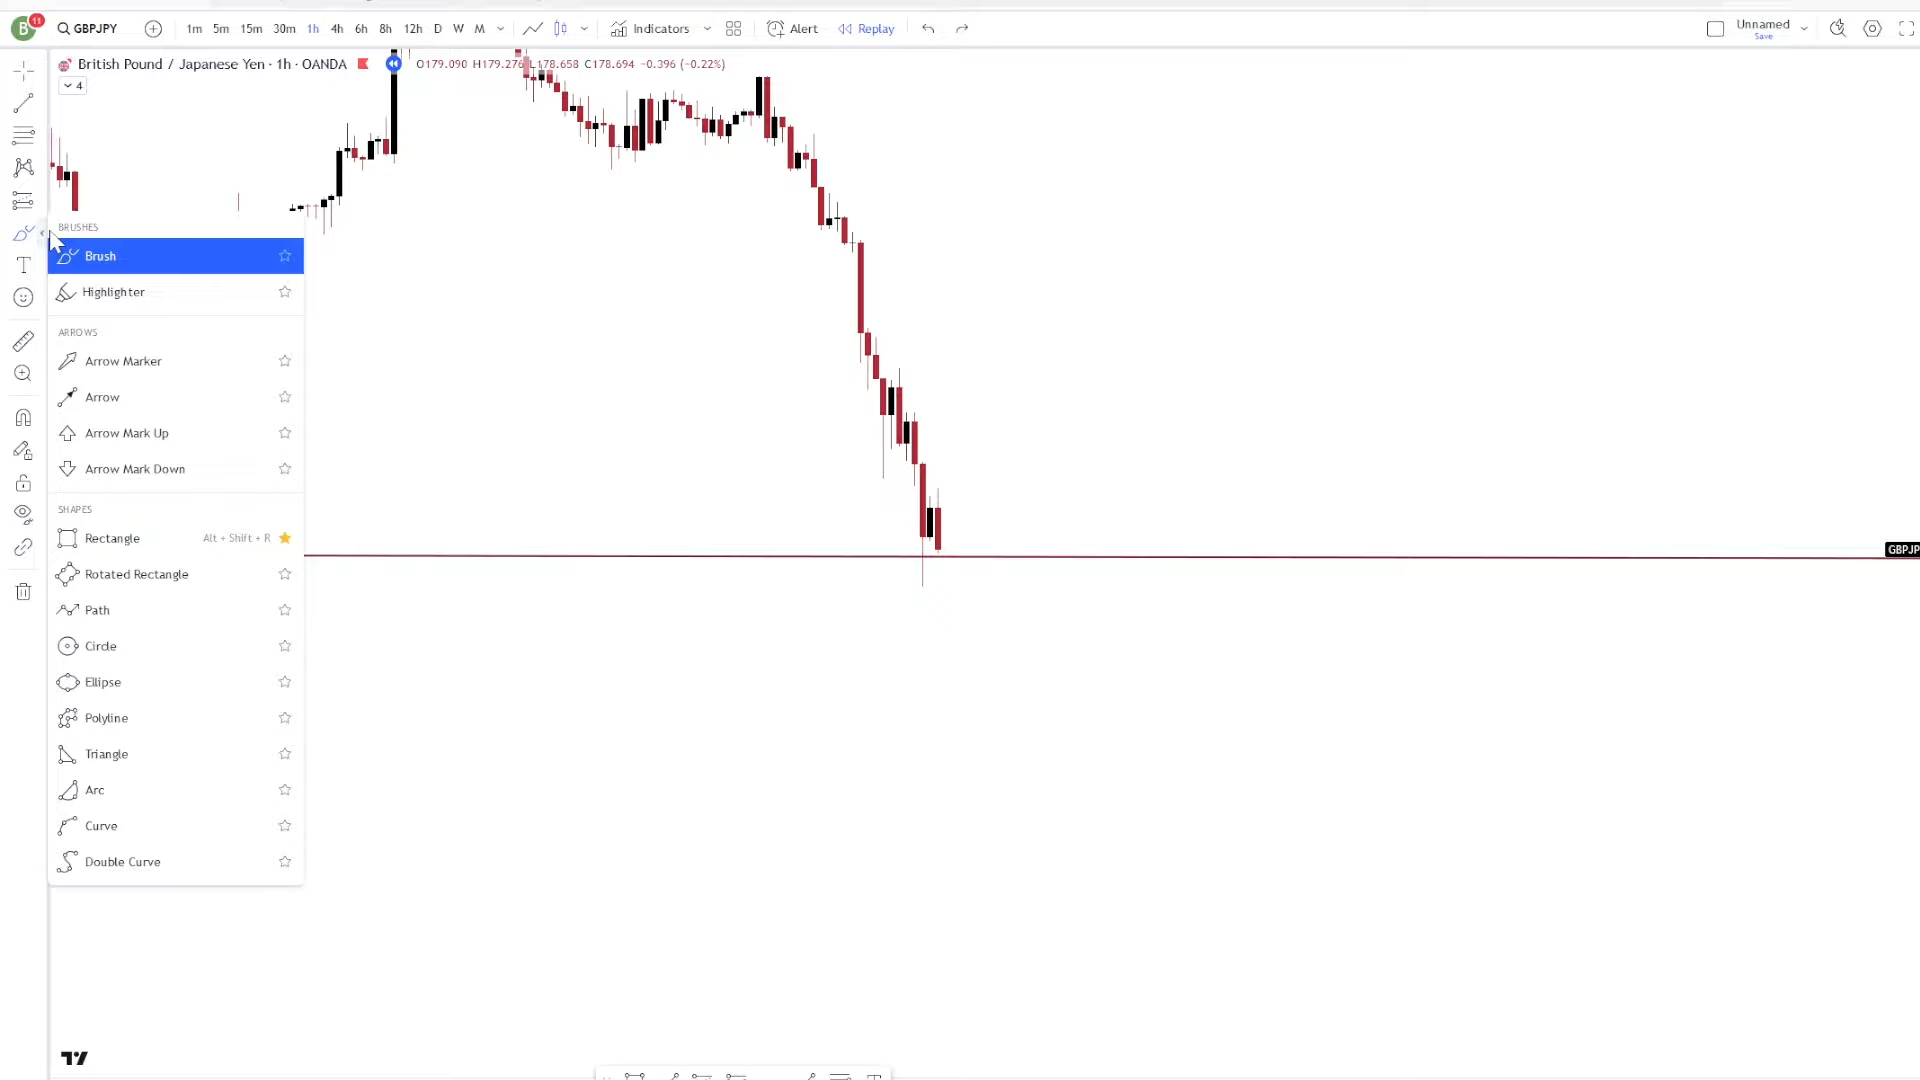 B 11 GBPJPY 1m 5m 15m 30m 1h 4h 6h 8h 12h D W M Indicators Alert Replay Unnamed
Save
British Pound / Japanese Yen · 1h · OANDA O179.090 H179.276 L178.658 C178.694 −0.396 (−0.22%)
4
BRUSHES
Brush
Highlighter
ARROWS
Arrow Marker
Arrow
Arrow Mark Up
Arrow Mark Down
SHAPES
Rectangle Alt + Shift + R
Rotated Rectangle
Path
Circle
Ellipse
Polyline
Triangle
Arc
Curve
Double Curve
GBPJP